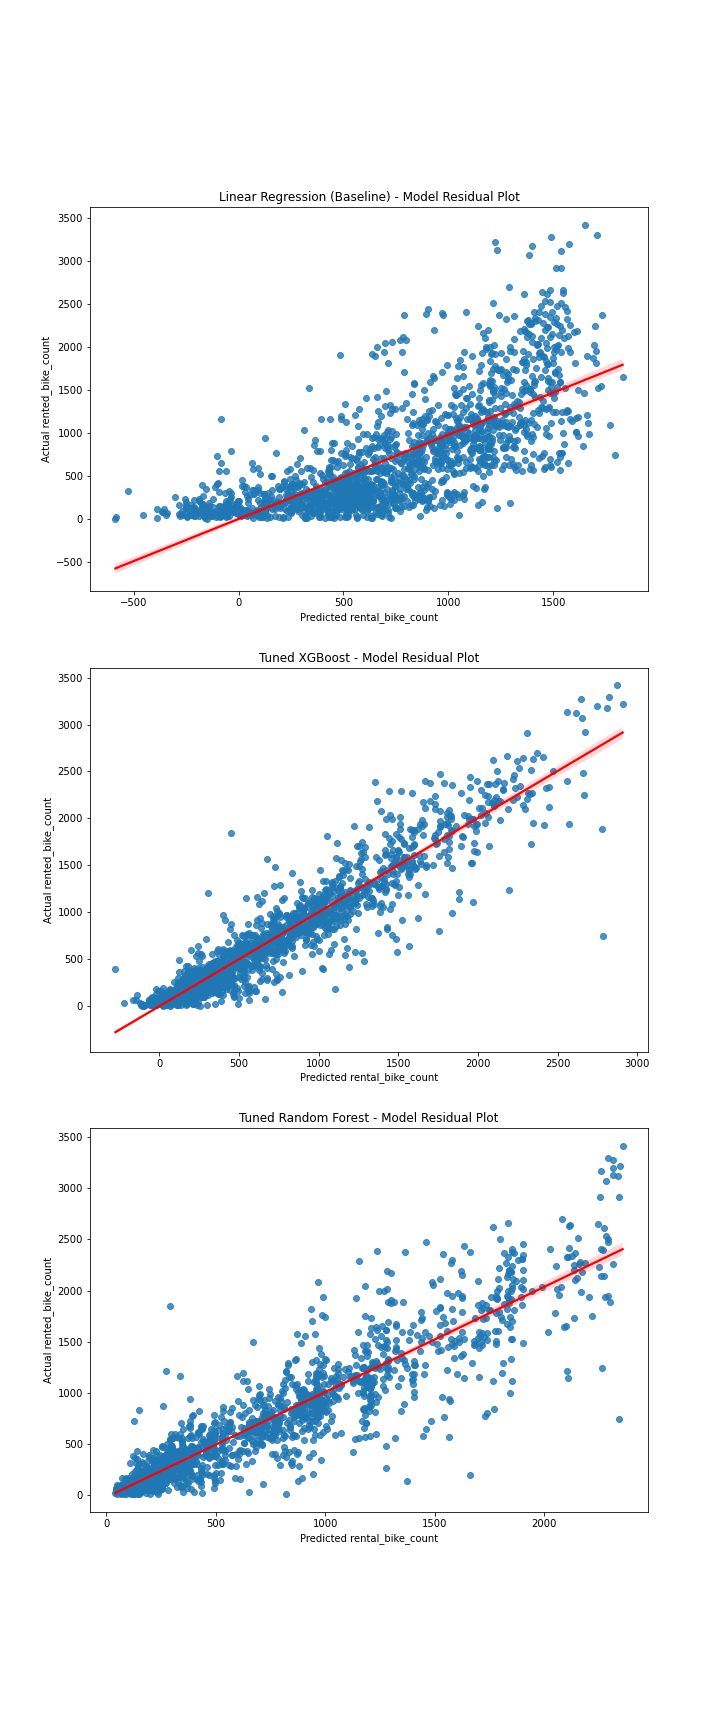 Linear Regression (Baseline) - Model Residual Plot
3500
3000
2500
2000
1500
1000
500
0
−500
Actual rented_bike_count
−500 0 500 1000 1500
Predicted rental_bike_count
Tuned XGBoost - Model Residual Plot
3500
3000
2500
2000
1500
1000
500
0
Actual rented_bike_count
0 500 1000 1500 2000 2500 3000
Predicted rental_bike_count
Tuned Random Forest - Model Residual Plot
3500
3000
2500
2000
1500
1000
500
0
Actual rented_bike_count
0 500 1000 1500 2000
Predicted rental_bike_count